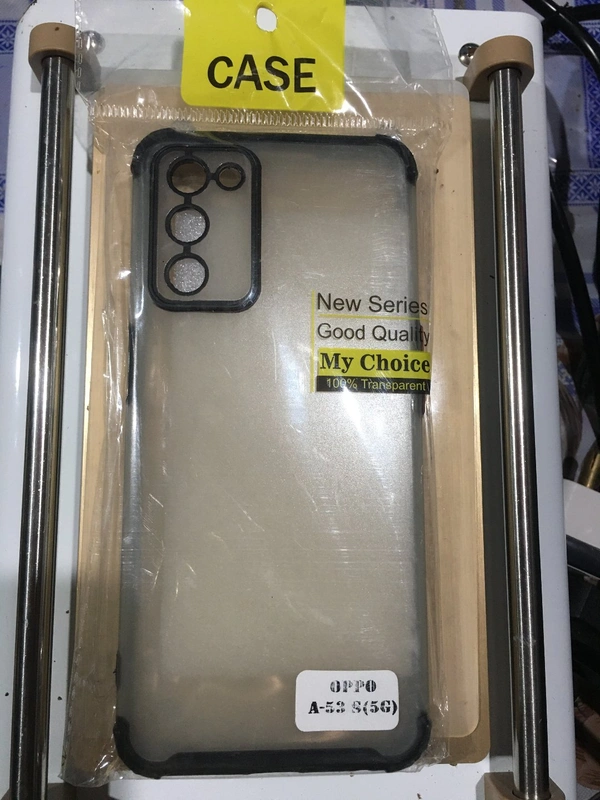 CASE
New Series
Good Quality
My Choice
100% Transparent
OPPO
A-53 S(5G)